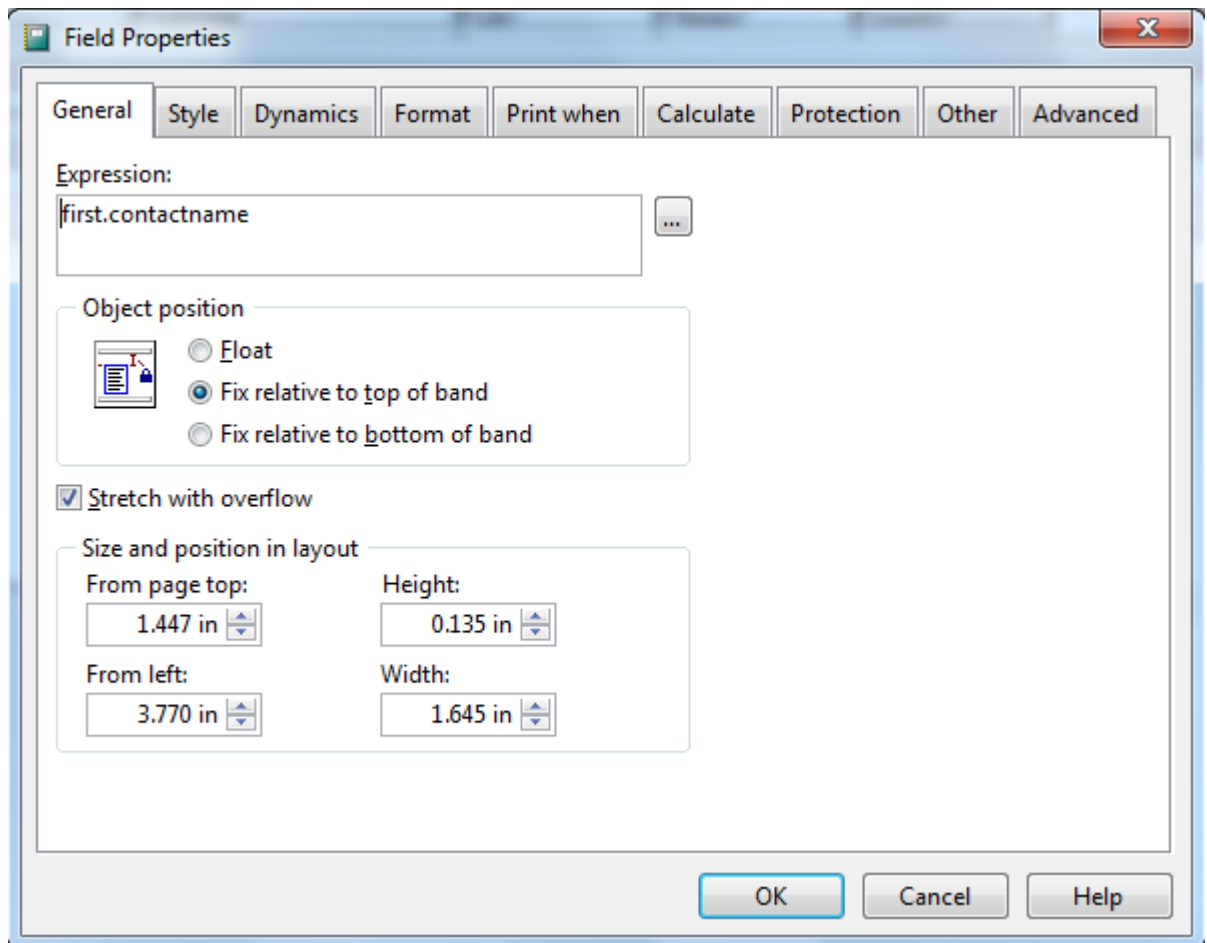 Field Properties
General Style Dynamics Format Print when Calculate Protection Other Advanced
Expression:
first.contactname
...
Object position
Float
Fix relative to top of band
Fix relative to bottom of band
Stretch with overflow
Size and position in layout
From page top: Height:
1.447 in 0.135 in
From left: Width:
3.770 in 1.645 in
OK Cancel Help